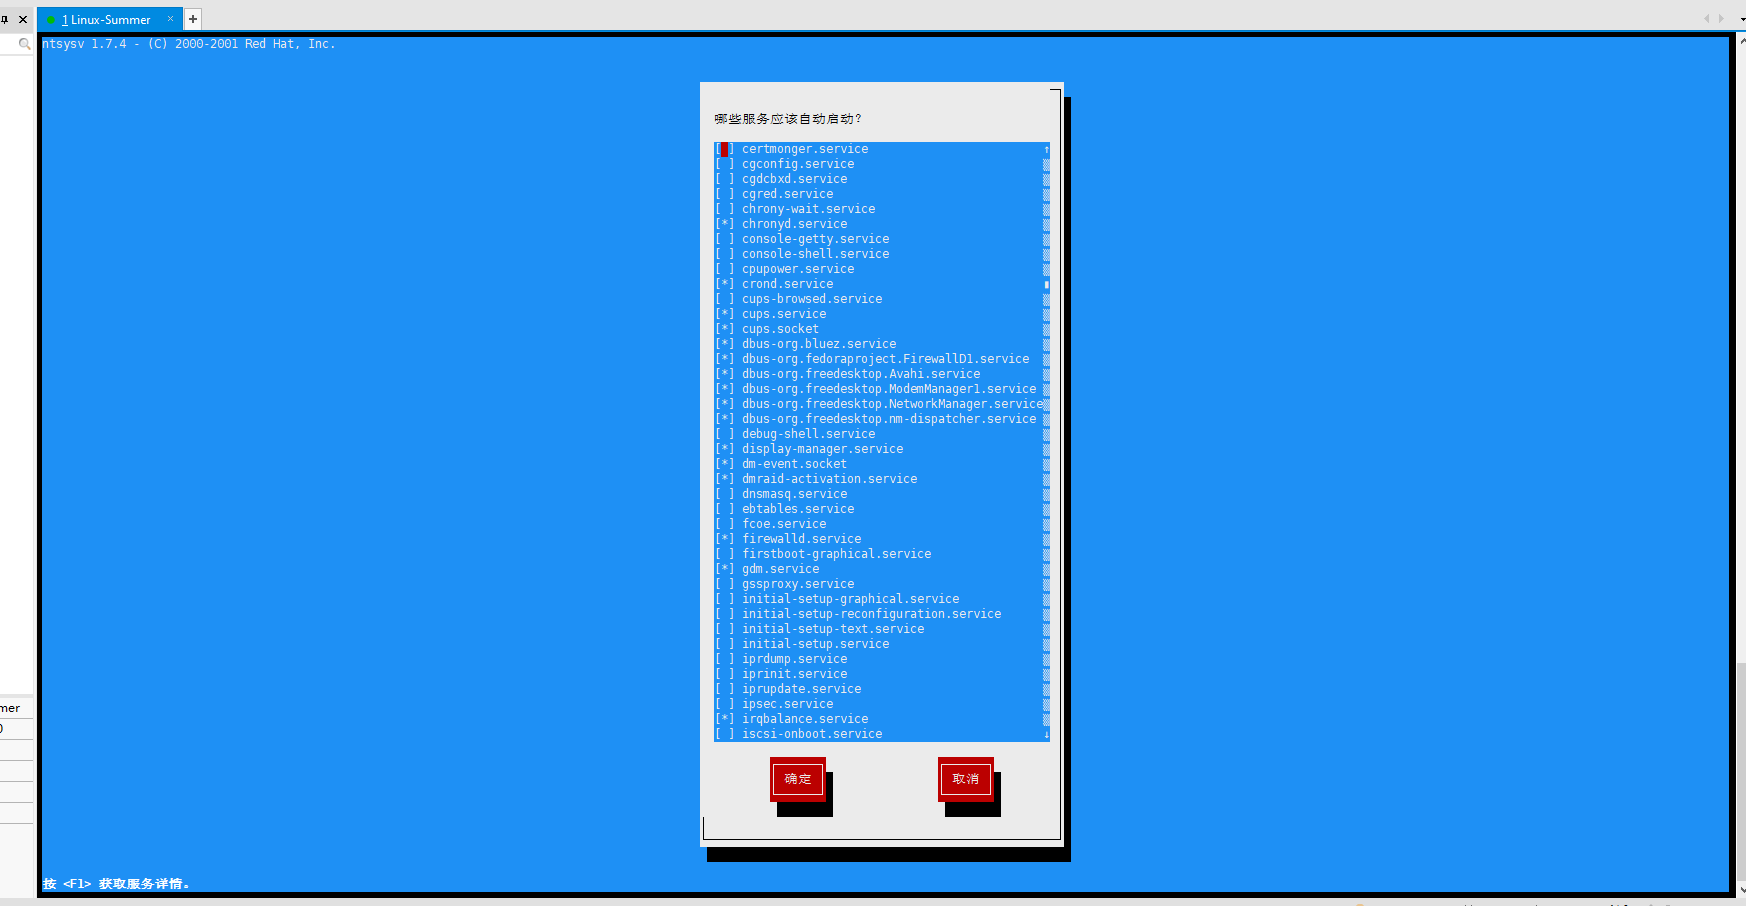 1 Linux-Summer × +
ntsysv 1.7.4 - (C) 2000-2001 Red Hat, Inc.
哪些服务应该自动启动?
[ ] certmonger.service
[ ] cgconfig.service
[ ] cgdcbxd.service
[ ] cgred.service
[ ] chrony-wait.service
[*] chronyd.service
[ ] console-getty.service
[ ] console-shell.service
[ ] cpupower.service
[*] crond.service
[ ] cups-browsed.service
[*] cups.service
[*] cups.socket
[*] dbus-org.bluez.service
[*] dbus-org.fedoraproject.FirewallD1.service
[*] dbus-org.freedesktop.Avahi.service
[*] dbus-org.freedesktop.ModemManager1.service
[*] dbus-org.freedesktop.NetworkManager.service
[*] dbus-org.freedesktop.nm-dispatcher.service
[ ] debug-shell.service
[*] display-manager.service
[*] dm-event.socket
[*] dmraid-activation.service
[ ] dnsmasq.service
[ ] ebtables.service
[ ] fcoe.service
[*] firewalld.service
[ ] firstboot-graphical.service
[*] gdm.service
[ ] gssproxy.service
[ ] initial-setup-graphical.service
[ ] initial-setup-reconfiguration.service
[ ] initial-setup-text.service
[ ] initial-setup.service
[ ] iprdump.service
[ ] iprinit.service
[ ] iprupdate.service
[ ] ipsec.service
[*] irqbalance.service
[ ] iscsi-onboot.service
确定 取消
mer
按 <F1> 获取服务详情。